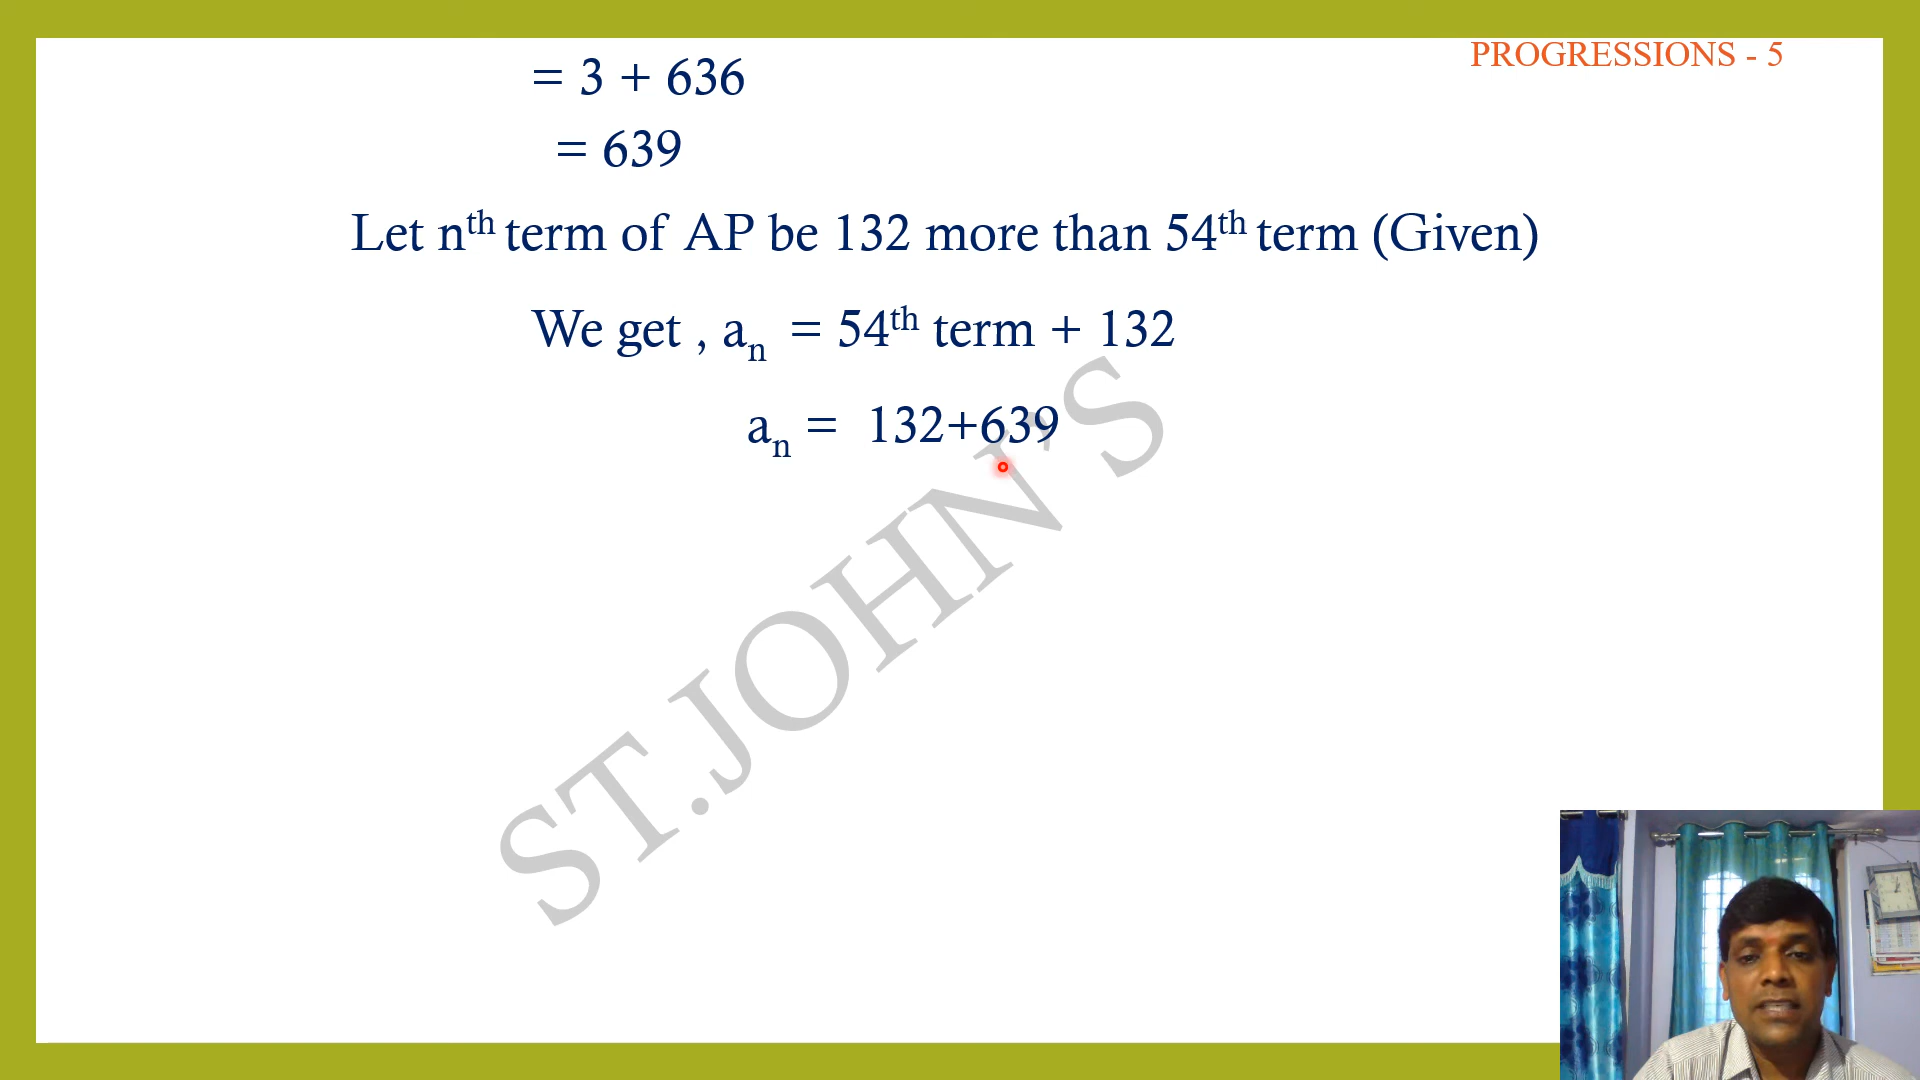 PROGRESSIONS - 5
= 3 + 636
= 639
Let nth term of AP be 132 more than 54th term (Given)
We get , an = 54th term + 132
an = 132+639
ST.JOHN'S